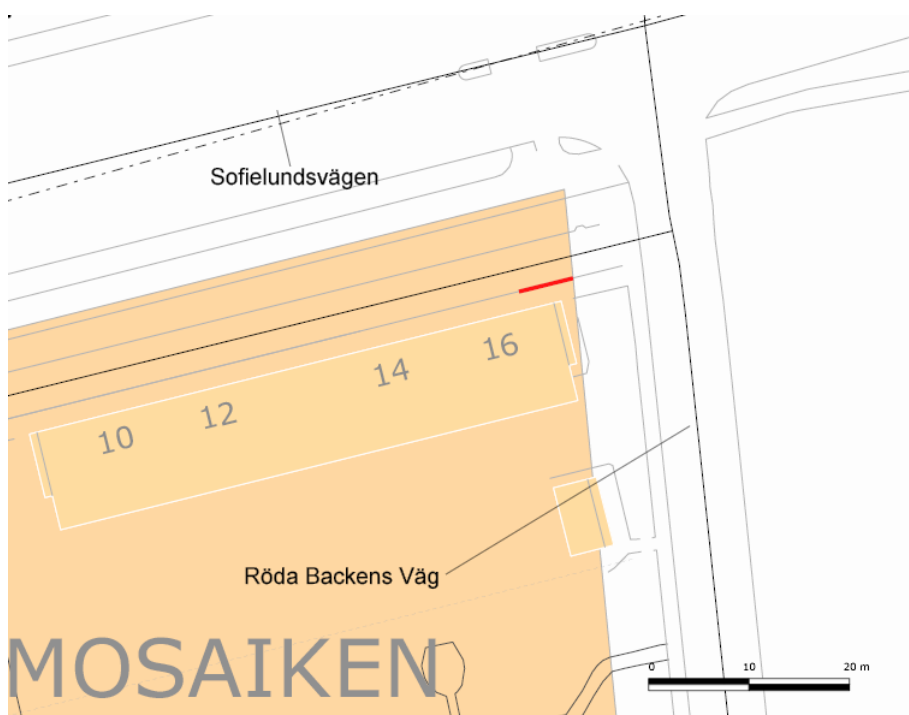 Sofielundsvägen
16
14
12
10
Röda Backens Väg
MOSAIKEN
0 10 20 m